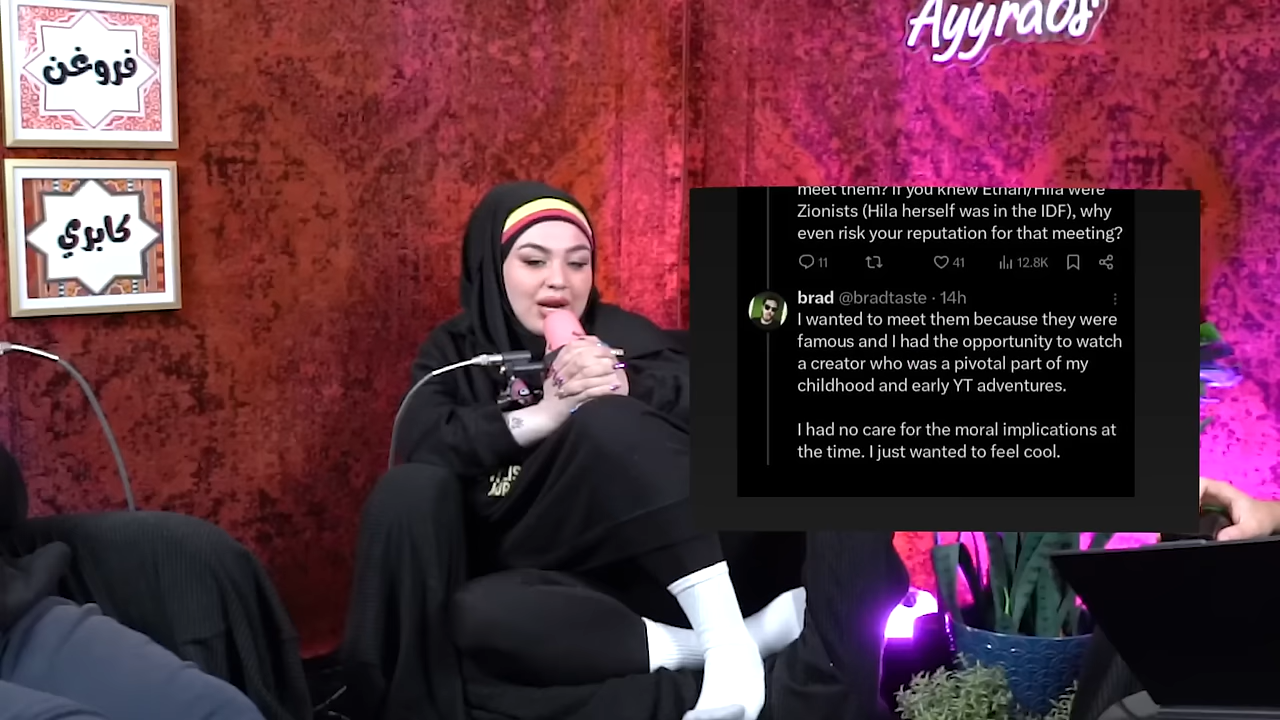 فروغن
كابري
Ayyrads
meet them? If you knew Ethan/Hila were
Zionists (Hila herself was in the IDF), why
even risk your reputation for that meeting?
11
41
12.8K
brad @bradtaste · 14h
I wanted to meet them because they were
famous and I had the opportunity to watch
a creator who was a pivotal part of my
childhood and early YT adventures.
I had no care for the moral implications at
the time. I just wanted to feel cool.